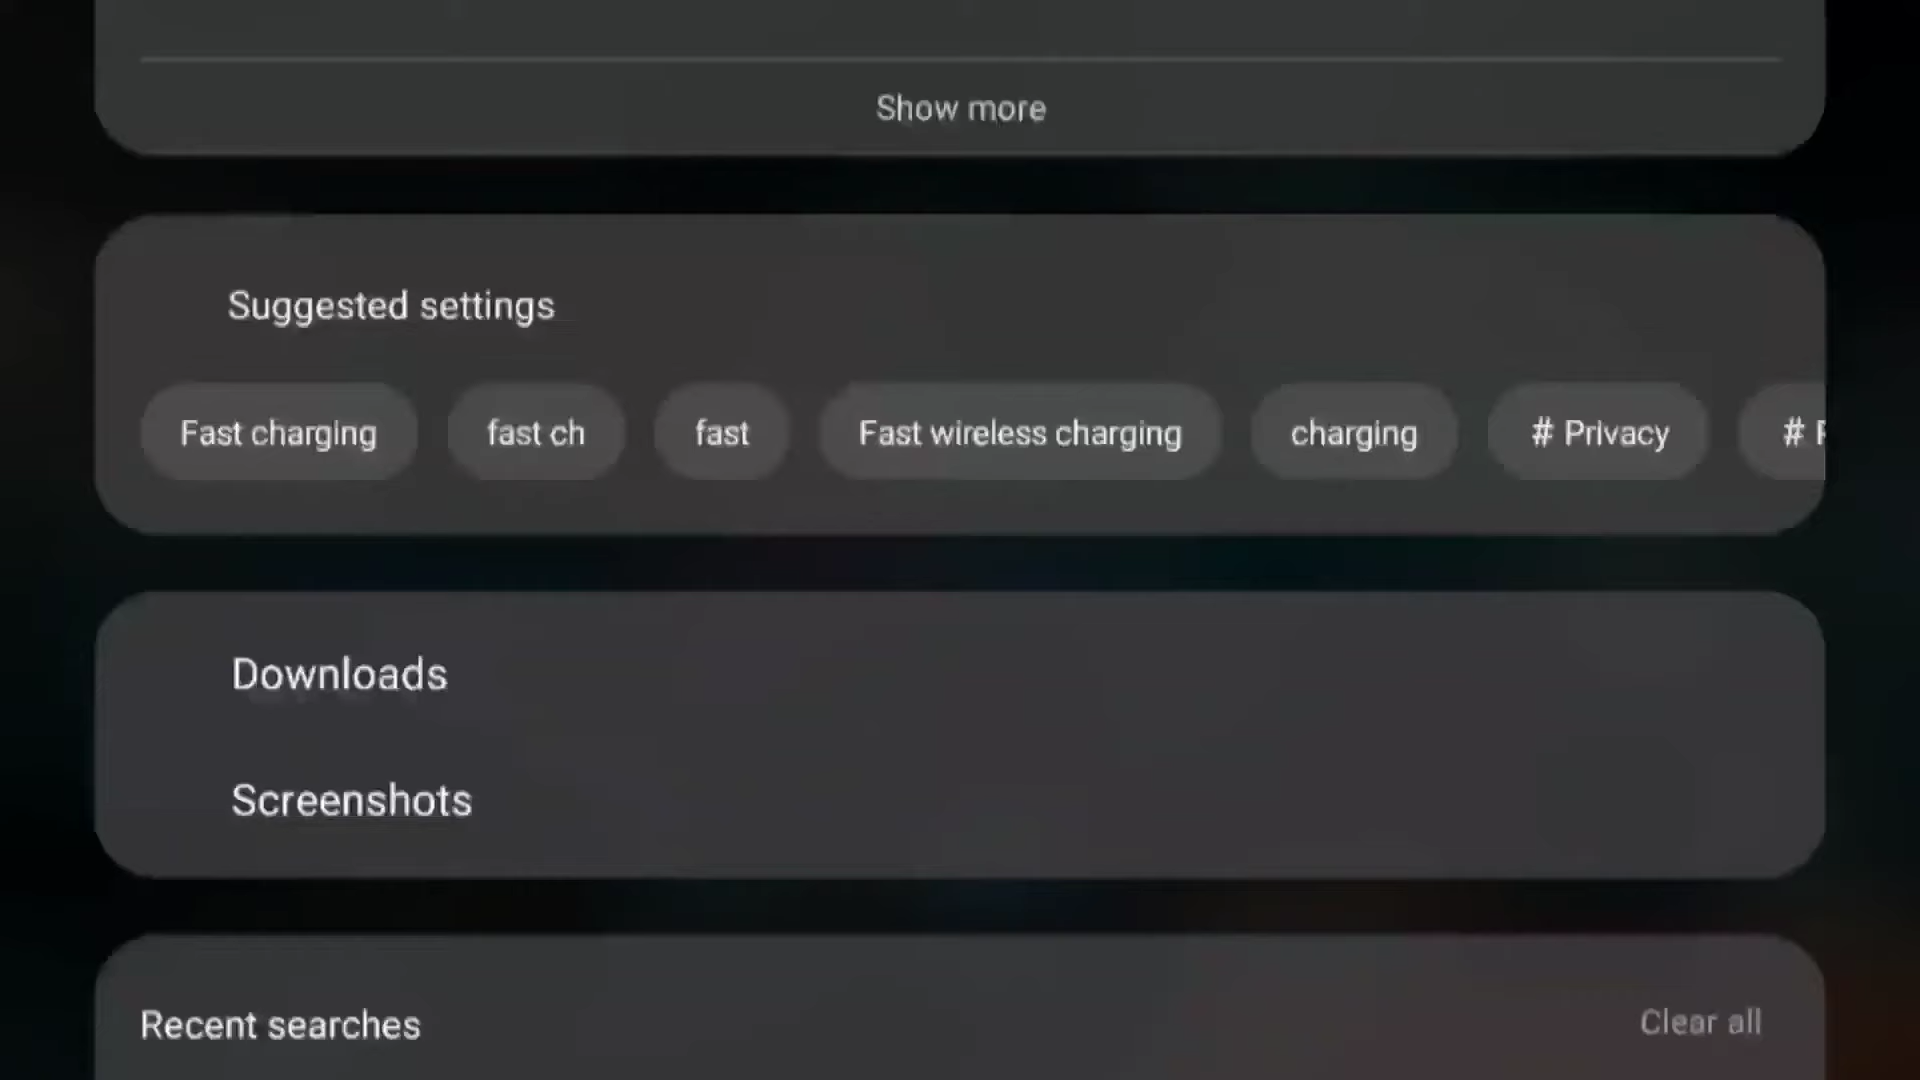 Show more
Suggested settings
Fast charging fast ch fast Fast wireless charging charging # Privacy #
Downloads
Screenshots
Recent searches Clear all